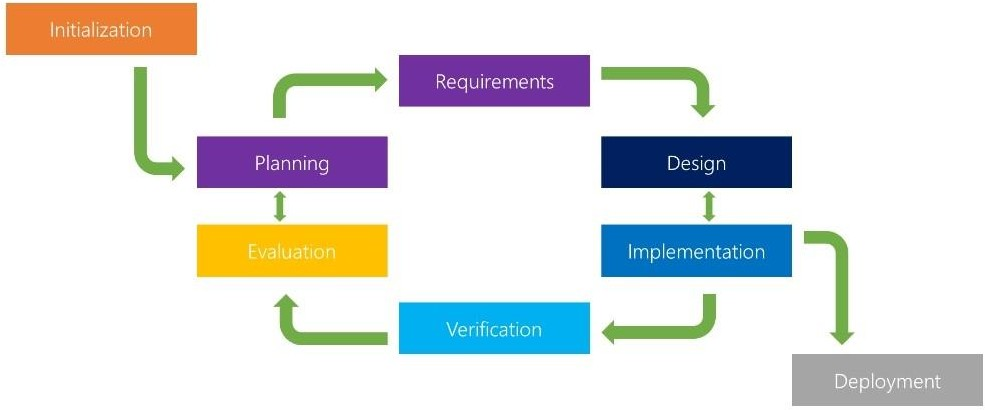 Initialization
Requirements
Planning
Design
Evaluation
Implementation
Verification
Deployment